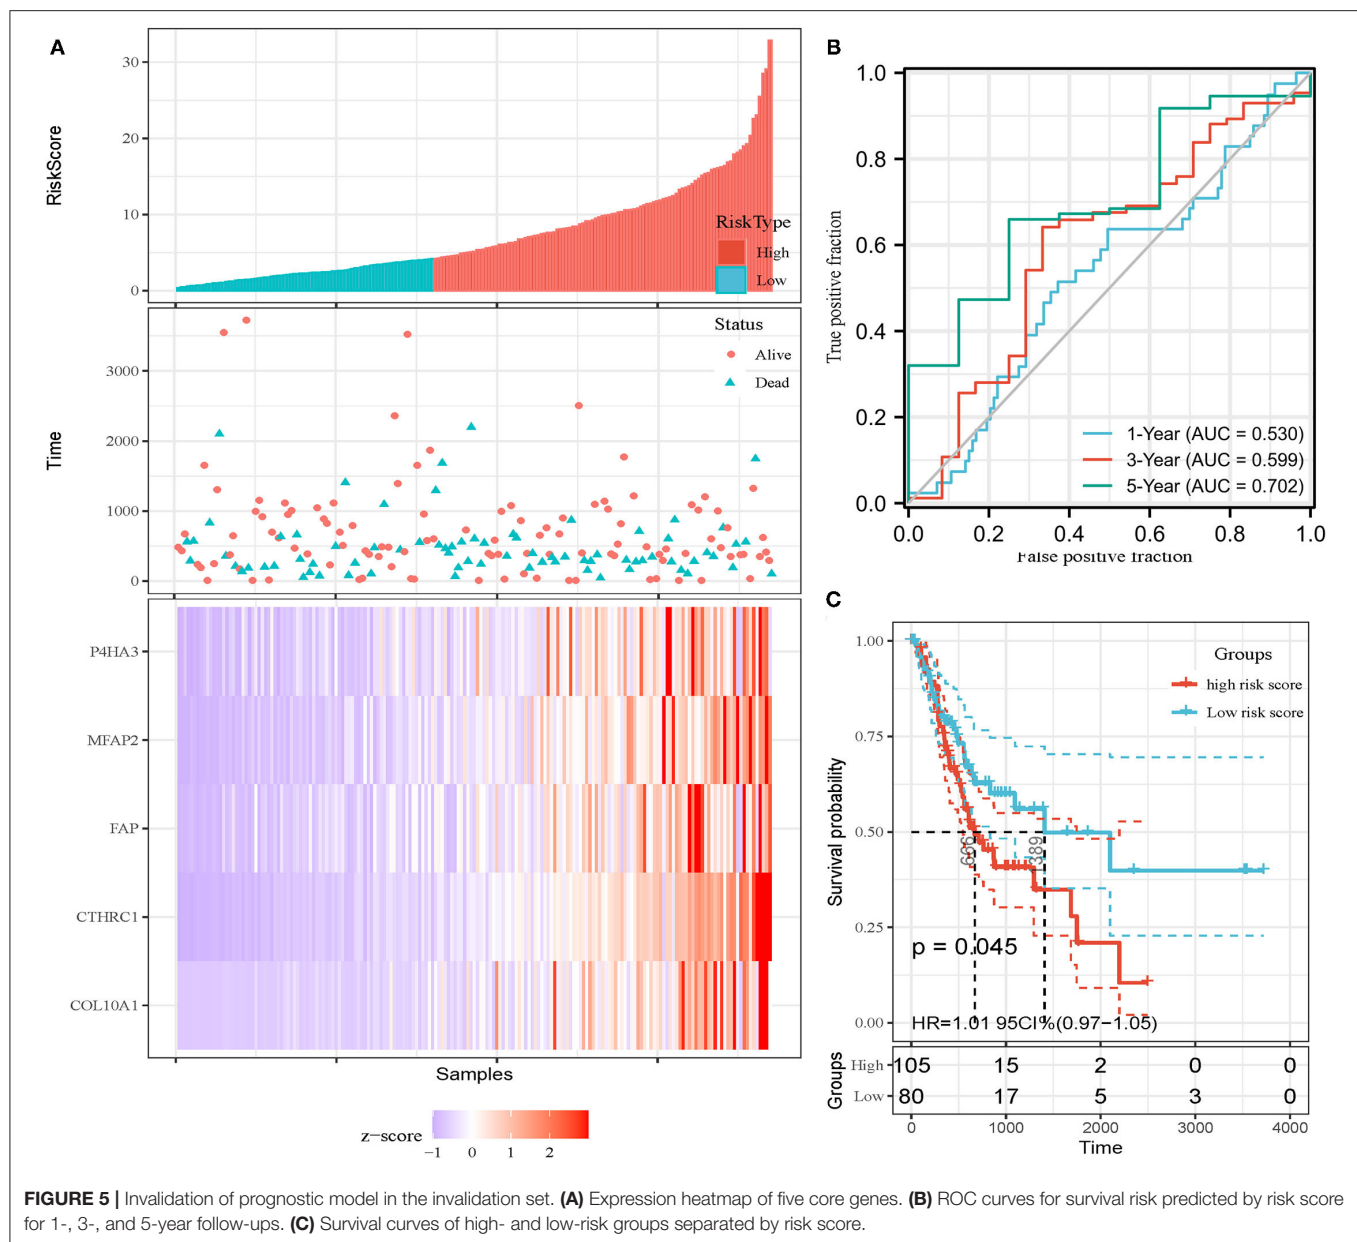 A
RiskScore
30
20
10
0
RiskType
High
Low
Time
3000
2000
1000
0
Status
Alive
Dead
P4HA3
MFAP2
FAP
CTHRC1
COL10A1
Samples
z-score
-1 0 1 2
B
True positive fraction
1.0
0.8
0.6
0.4
0.2
0.0
1-Year (AUC = 0.530)
3-Year (AUC = 0.599)
5-Year (AUC = 0.702)
0.0 0.2 0.4 0.6 0.8 1.0
False positive fraction
C
Survival probability
1.00
0.75
0.50
0.25
0.00
Groups
high risk score
Low risk score
666
1389
p = 0.045
HR=1.01 95CI%(0.97-1.05)
Groups
High 105 15 2 0 0
Low 80 17 5 3 0
0 1000 2000 3000 4000
Time
FIGURE 5 | Invalidation of prognostic model in the invalidation set. (A) Expression heatmap of five core genes. (B) ROC curves for survival risk predicted by risk score
for 1-, 3-, and 5-year follow-ups. (C) Survival curves of high- and low-risk groups separated by risk score.